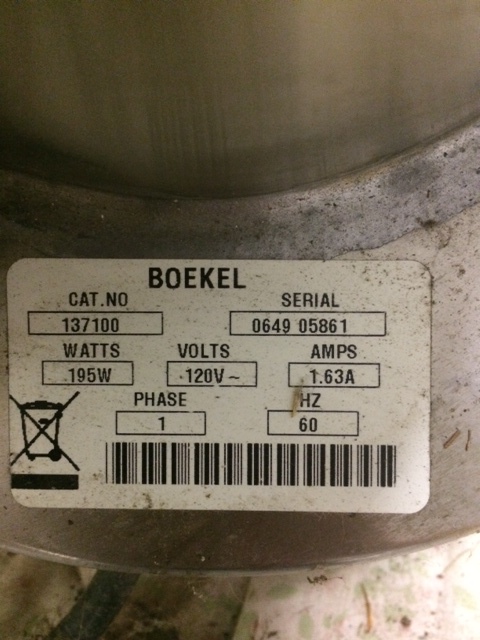 BOEKEL
CAT.NO SERIAL
137100 0649 05861
WATTS VOLTS AMPS
195W 120V~ 1.63A
PHASE HZ
1 60